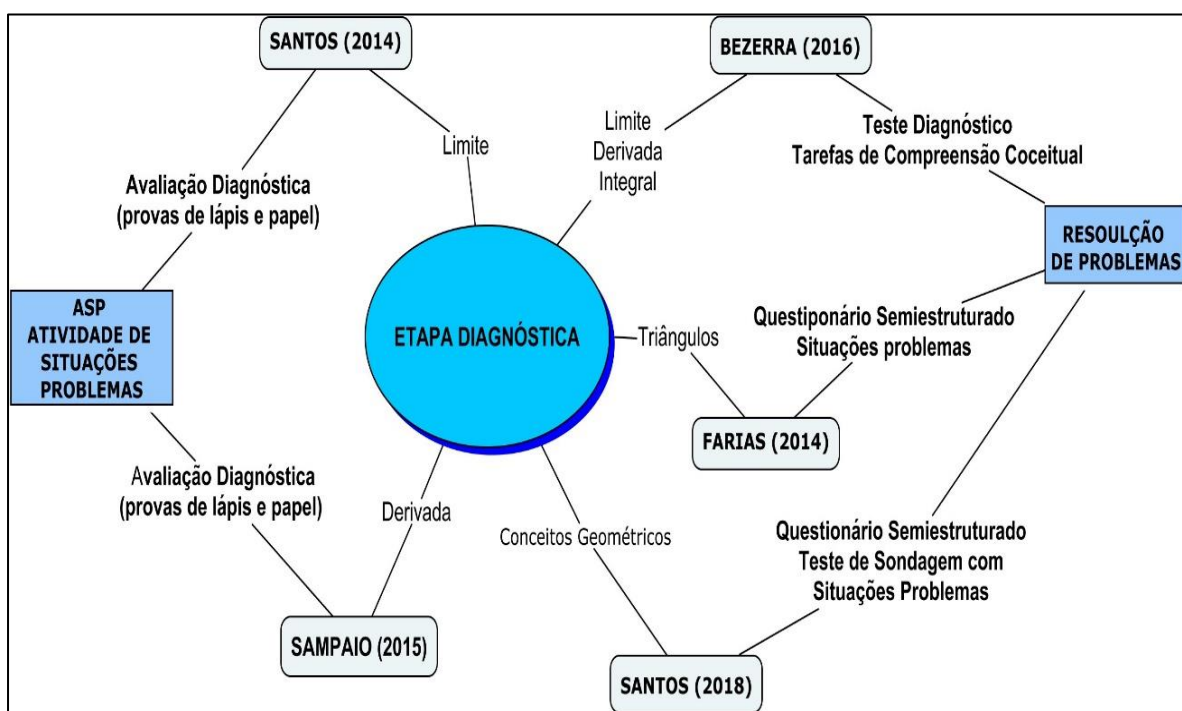 SANTOS (2014)
BEZERRA (2016)
Limite
Limite
Derivada
Integral
Teste Diagnóstico
Tarefas de Compreensão Coceitual
Avaliação Diagnóstica
(provas de lápis e papel)
RESOULÇÃO
DE PROBLEMAS
ASP
ATIVIDADE DE
SITUAÇÕES
PROBLEMAS
ETAPA DIAGNÓSTICA
Triângulos
Questiponário Semiestruturado
Situações problemas
FARIAS (2014)
Avaliação Diagnóstica
(provas de lápis e papel)
Derivada
Conceitos Geométricos
Questionário Semiestruturado
Teste de Sondagem com
Situações Problemas
SAMPAIO (2015)
SANTOS (2018)